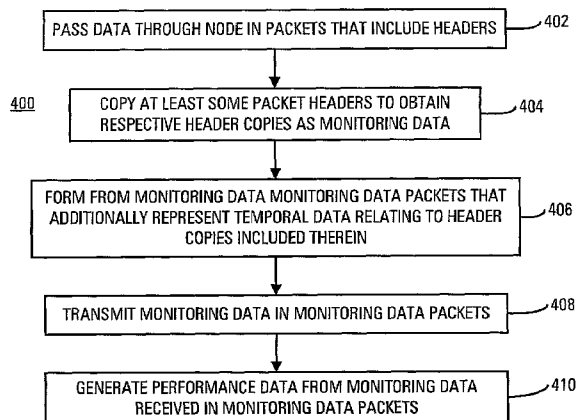 PASS DATA THROUGH NODE IN PACKETS THAT INCLUDE HEADERS
402
400
COPY AT LEAST SOME PACKET HEADERS TO OBTAIN
RESPECTIVE HEADER COPIES AS MONITORING DATA
404
FORM FROM MONITORING DATA MONITORING DATA PACKETS THAT
ADDITIONALLY REPRESENT TEMPORAL DATA RELATING TO HEADER
COPIES INCLUDED THEREIN
406
TRANSMIT MONITORING DATA IN MONITORING DATA PACKETS
408
GENERATE PERFORMANCE DATA FROM MONITORING DATA
RECEIVED IN MONITORING DATA PACKETS
410